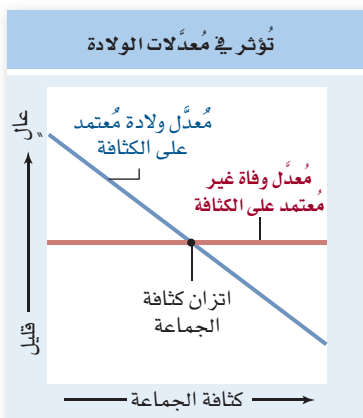 تُؤثر في مُعدَّلات الولادة
مُعدَّل ولادة مُعتمد
على الكثافة
مُعدَّل وفاة غير
مُعتمد على الكثافة
اتزان كثافة
الجماعة
عالٍ
قليل
كثافة الجماعة